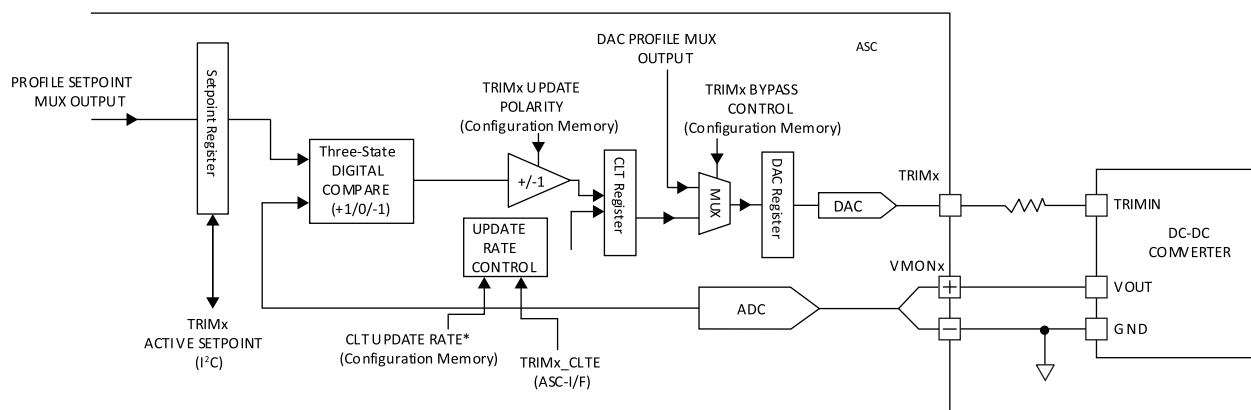 PROFILE SETPOINT
MUX OUTPUT
Setpoint Register
TRIMx
ACTIVE SETPOINT
(I²C)
Three-State
DIGITAL
COMPARE
(+1/0/-1)
TRIMx UPDATE
POLARITY
(Configuration Memory)
+/-1
UPDATE
RATE
CONTROL
CLT UPDATE RATE*
(Configuration Memory)
TRIMx_CLTE
(ASC-I/F)
CLT Register
DAC PROFILE MUX
OUTPUT
TRIMx BYPASS
CONTROL
(Configuration Memory)
MUX
DAC Register
DAC
ADC
ASC
TRIMx
VMONx
+
−
TRIMIN
DC-DC
COMVERTER
VOUT
GND